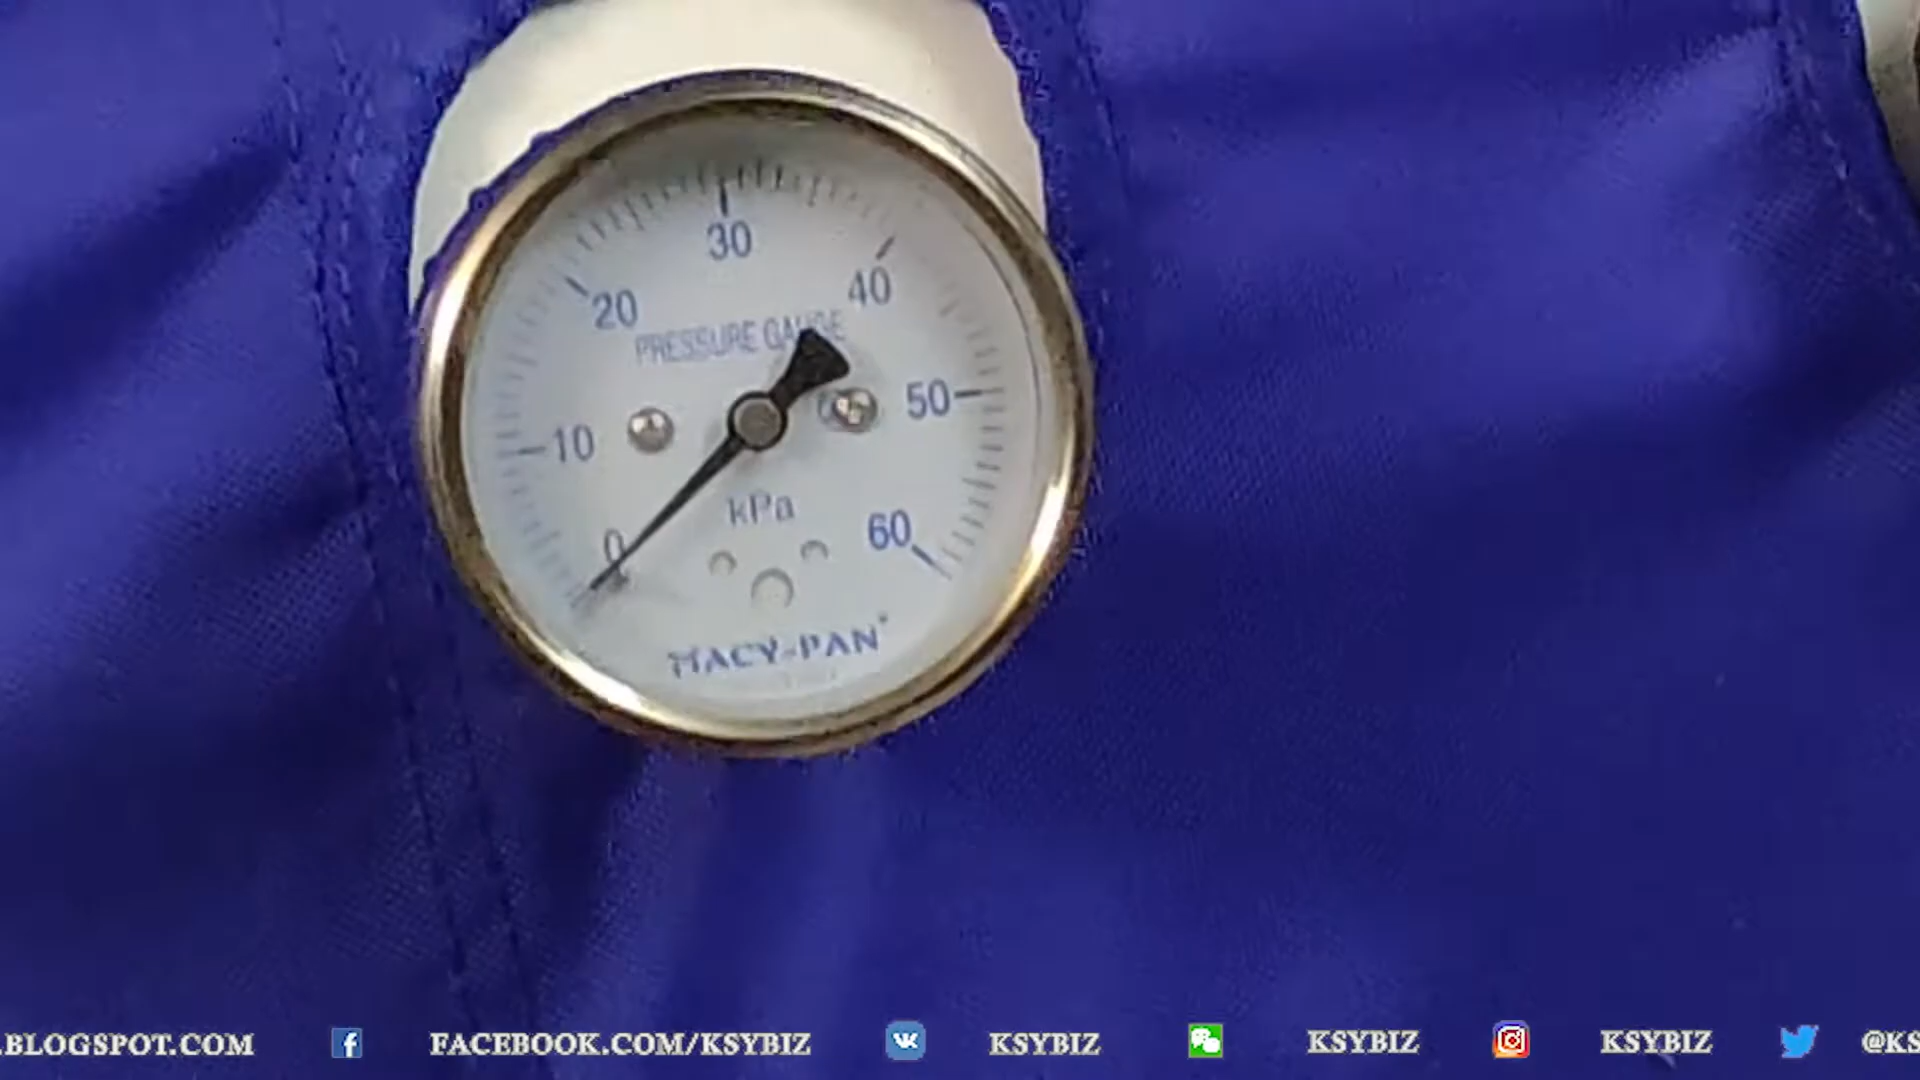 30
20
40
PRESSURE GAUGE
50
10
kPa
0
60
MACY-PAN
.BLOGSPOT.COM
FACEBOOK.COM/KSYBIZ
KSYBIZ
KSYBIZ
KSYBIZ
@KS